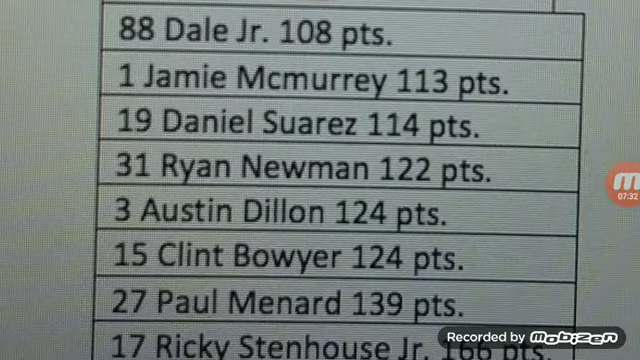 88 Dale Jr. 108 pts.
1 Jamie Mcmurrey 113 pts.
19 Daniel Suarez 114 pts.
31 Ryan Newman 122 pts.
3 Austin Dillon 124 pts.
15 Clint Bowyer 124 pts.
27 Paul Menard 139 pts.
17 Ricky Stenhouse Jr. 166 pts.
07:32
Recorded by mobizen